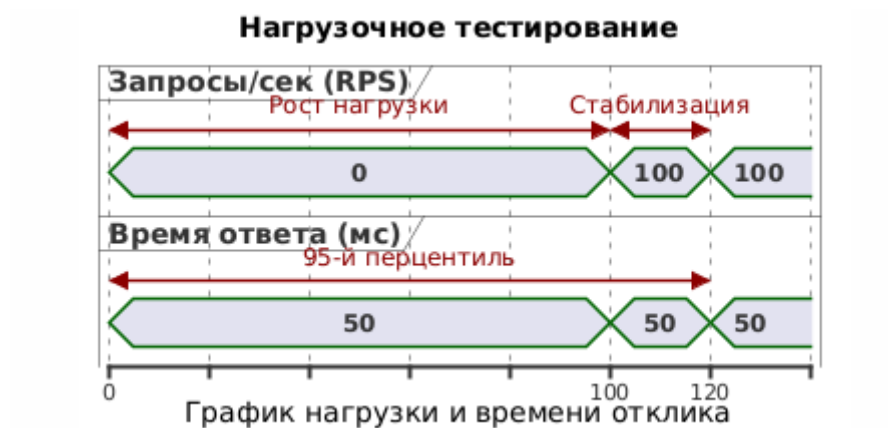 Нагрузочное тестирование
Запросы/сек (RPS)
Рост нагрузки Стабилизация
0 100 100
Время ответа (мс)
95-й перцентиль
50 50 50
0 100 120
График нагрузки и времени отклика